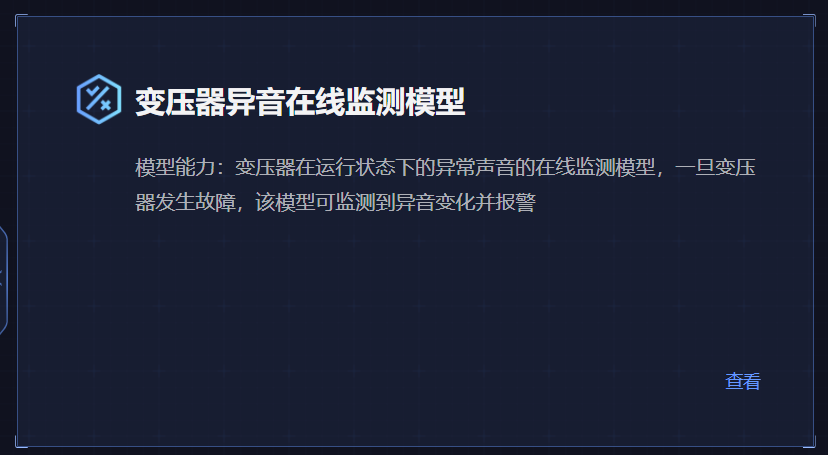 变压器异音在线监测模型
模型能力：变压器在运行状态下的异常声音的在线监测模型，一旦变压
器发生故障，该模型可监测到异音变化并报警
查看